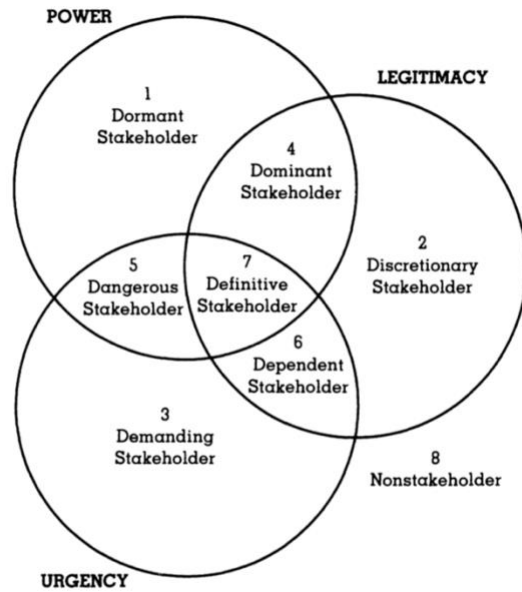 POWER
LEGITIMACY
1
Dormant
Stakeholder
4
Dominant
Stakeholder
2
Discretionary
Stakeholder
5
Dangerous
Stakeholder
7
Definitive
Stakeholder
6
Dependent
Stakeholder
3
Demanding
Stakeholder
8
Nonstakeholder
URGENCY